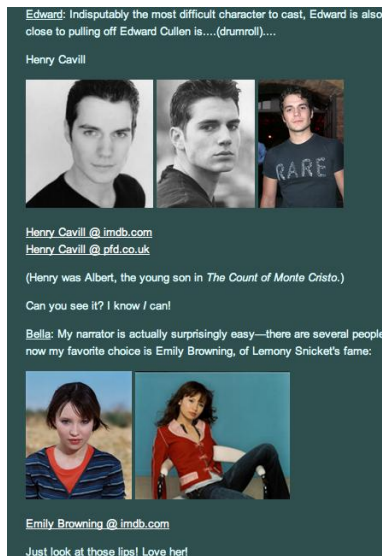 Edward: Indisputably the most difficult character to cast, Edward is also
close to pulling off Edward Cullen is....(drumroll)....
Henry Cavill
RARE
Henry Cavill @ imdb.com
Henry Cavill @ pfd.co.uk
(Henry was Albert, the young son in The Count of Monte Cristo.)
Can you see it? I know I can!
Bella: My narrator is actually surprisingly easy—there are several people
now my favorite choice is Emily Browning, of Lemony Snicket's fame:
Emily Browning @ imdb.com
Just look at those lips! Love her!